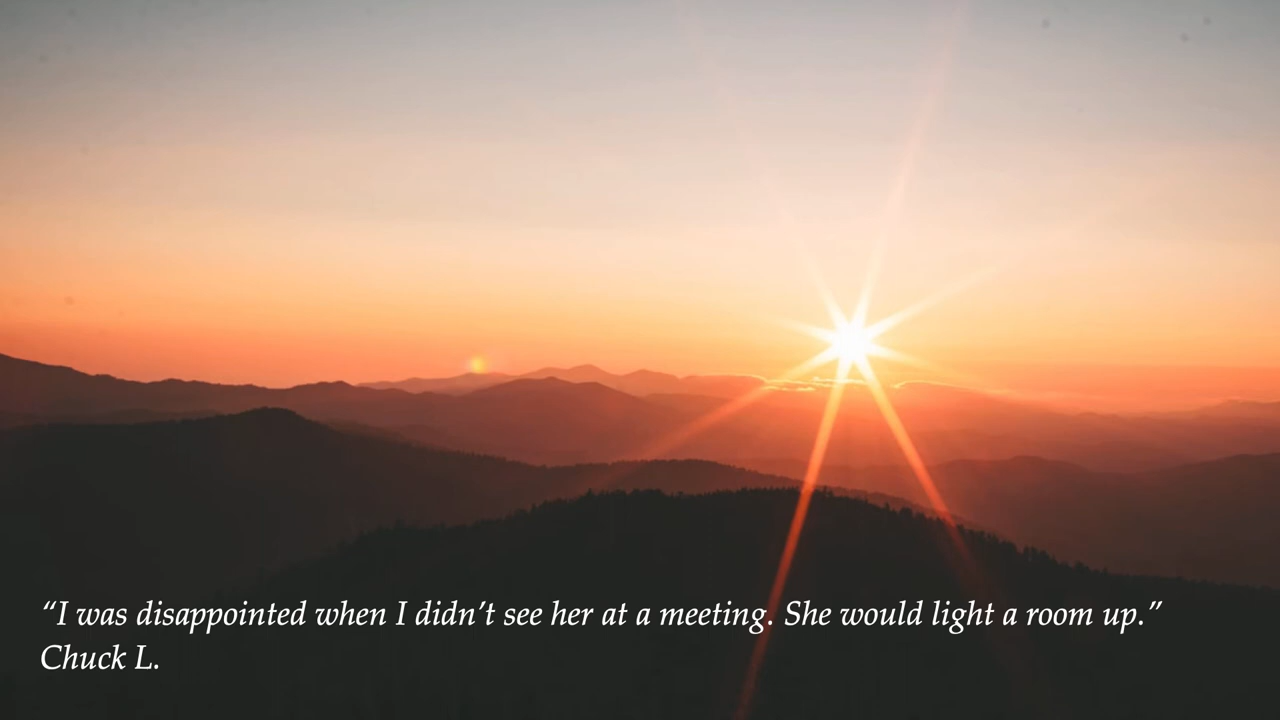 “I was disappointed when I didn’t see her at a meeting. She would light a room up.”
Chuck L.